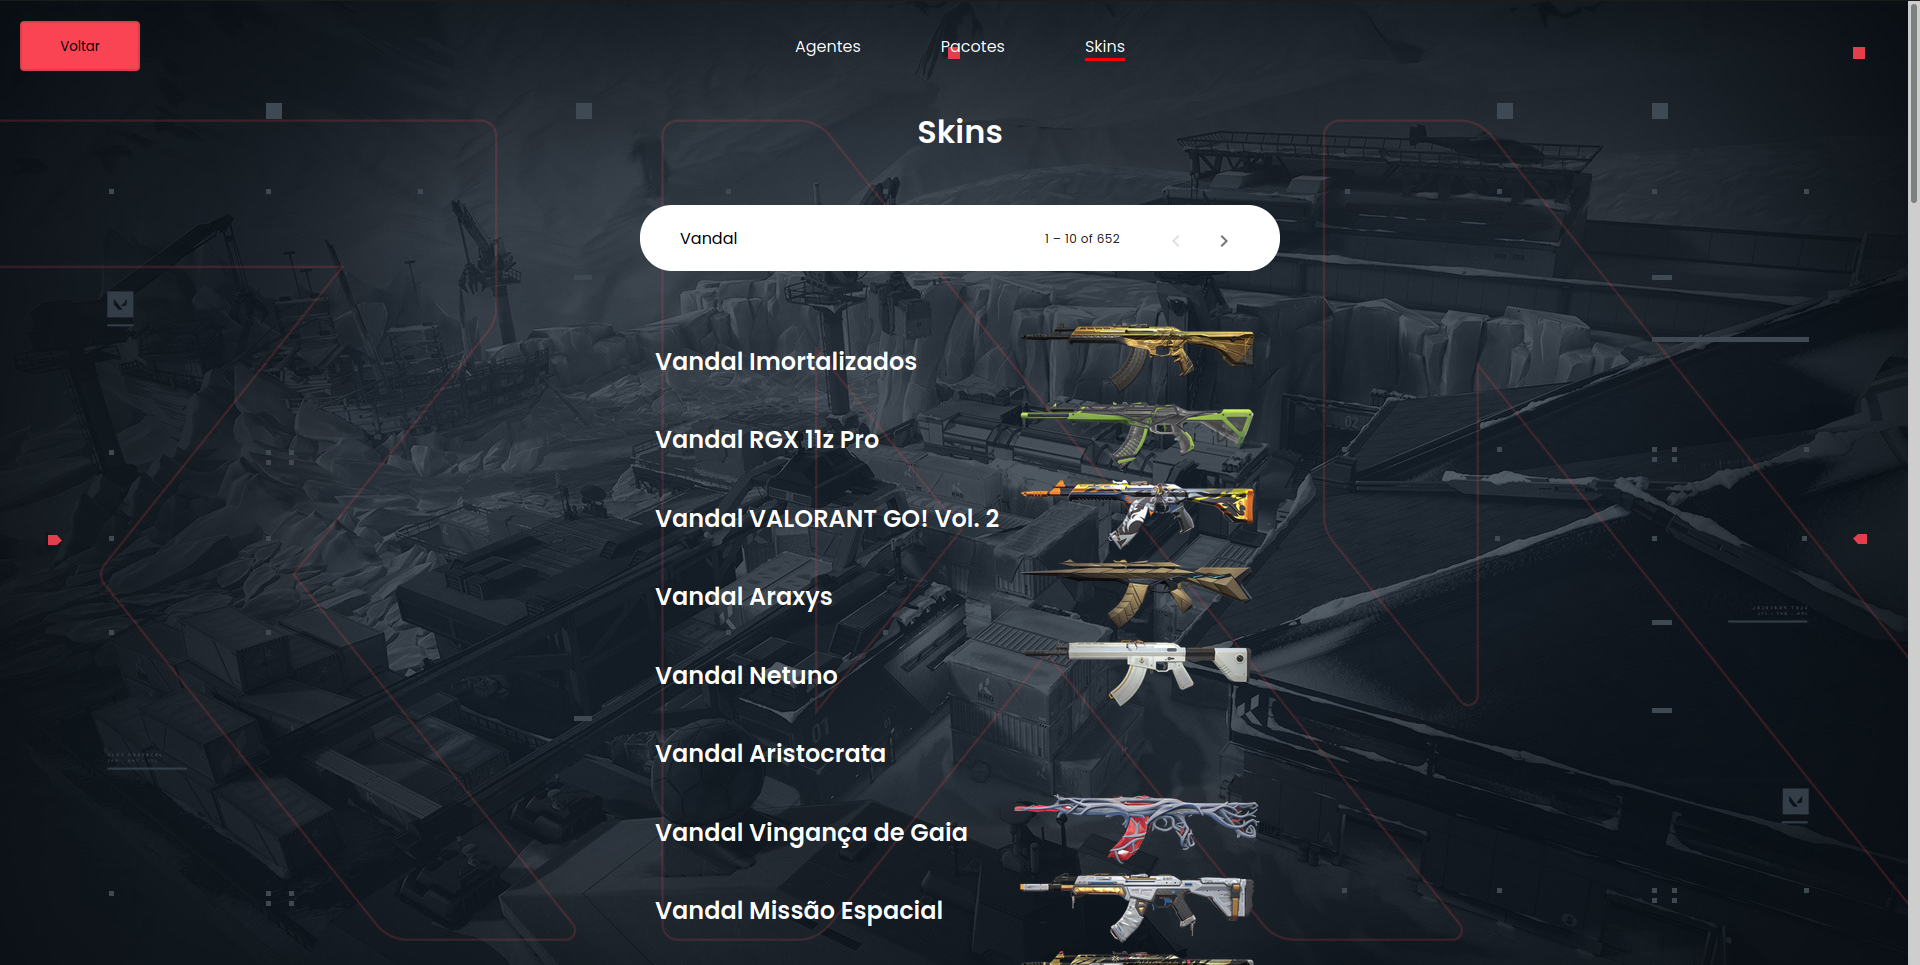 Voltar
Agentes
Pacotes
Skins
Skins
Vandal
1 – 10 of 652
Vandal Imortalizados
Vandal RGX 11z Pro
Vandal VALORANT GO! Vol. 2
Vandal Araxys
Vandal Netuno
Vandal Aristocrata
Vandal Vingança de Gaia
Vandal Missão Espacial